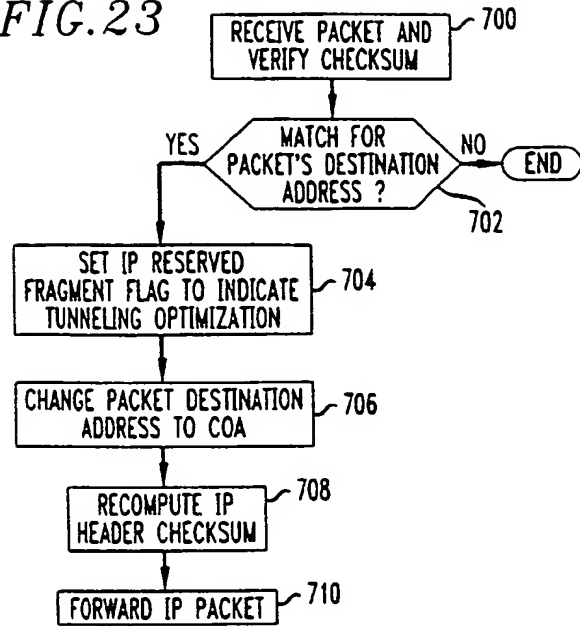 FIG.23
RECEIVE PACKET AND
VERIFY CHECKSUM
700
YES
MATCH FOR
PACKET'S DESTINATION
ADDRESS ?
NO
END
702
SET IP RESERVED
FRAGMENT FLAG TO INDICATE
TUNNELING OPTIMIZATION
704
CHANGE PACKET DESTINATION
ADDRESS TO COA
706
RECOMPUTE IP
HEADER CHECKSUM
708
FORWARD IP PACKET
710